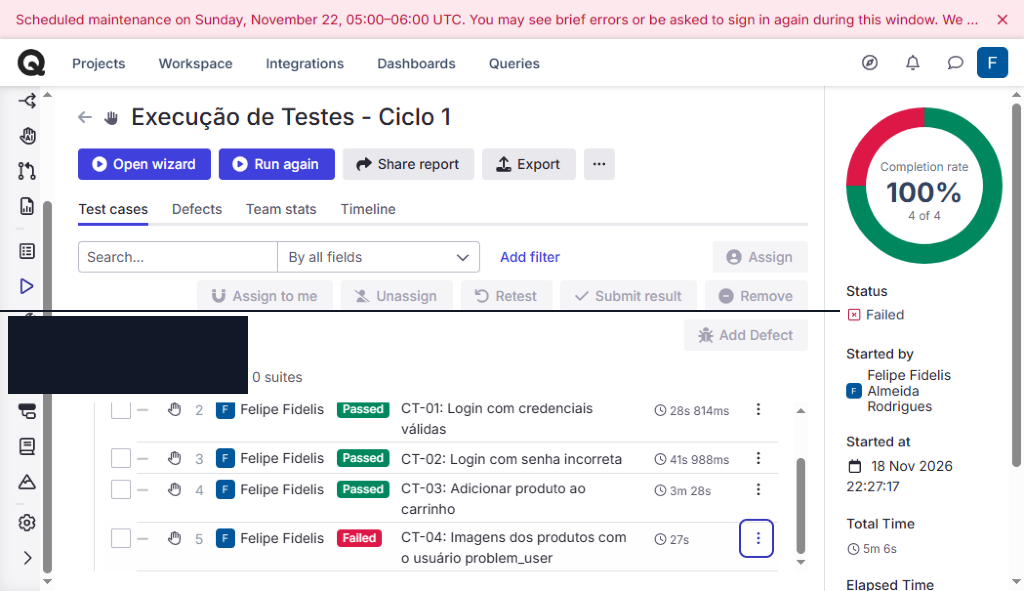 Scheduled maintenance on Sunday, November 22, 05:00–06:00 UTC. You may see brief errors or be asked to sign in again during this window. We ...
Projects Workspace Integrations Dashboards Queries F
Execução de Testes - Ciclo 1
Open wizard Run again Share report Export
Test cases Defects Team stats Timeline
Search... By all fields Add filter Assign
Assign to me Unassign Retest Submit result Remove
Add Defect
0 suites
2 F Felipe Fidelis Passed CT-01: Login com credenciais válidas 28s 814ms
3 F Felipe Fidelis Passed CT-02: Login com senha incorreta 41s 988ms
4 F Felipe Fidelis Passed CT-03: Adicionar produto ao carrinho 3m 28s
5 F Felipe Fidelis Failed CT-04: Imagens dos produtos com o usuário problem_user 27s
Completion rate
100%
4 of 4
Status
Failed
Started by
F Felipe Fidelis
Almeida
Rodrigues
Started at
18 Nov 2026
22:27:17
Total Time
5m 6s
Elapsed Time